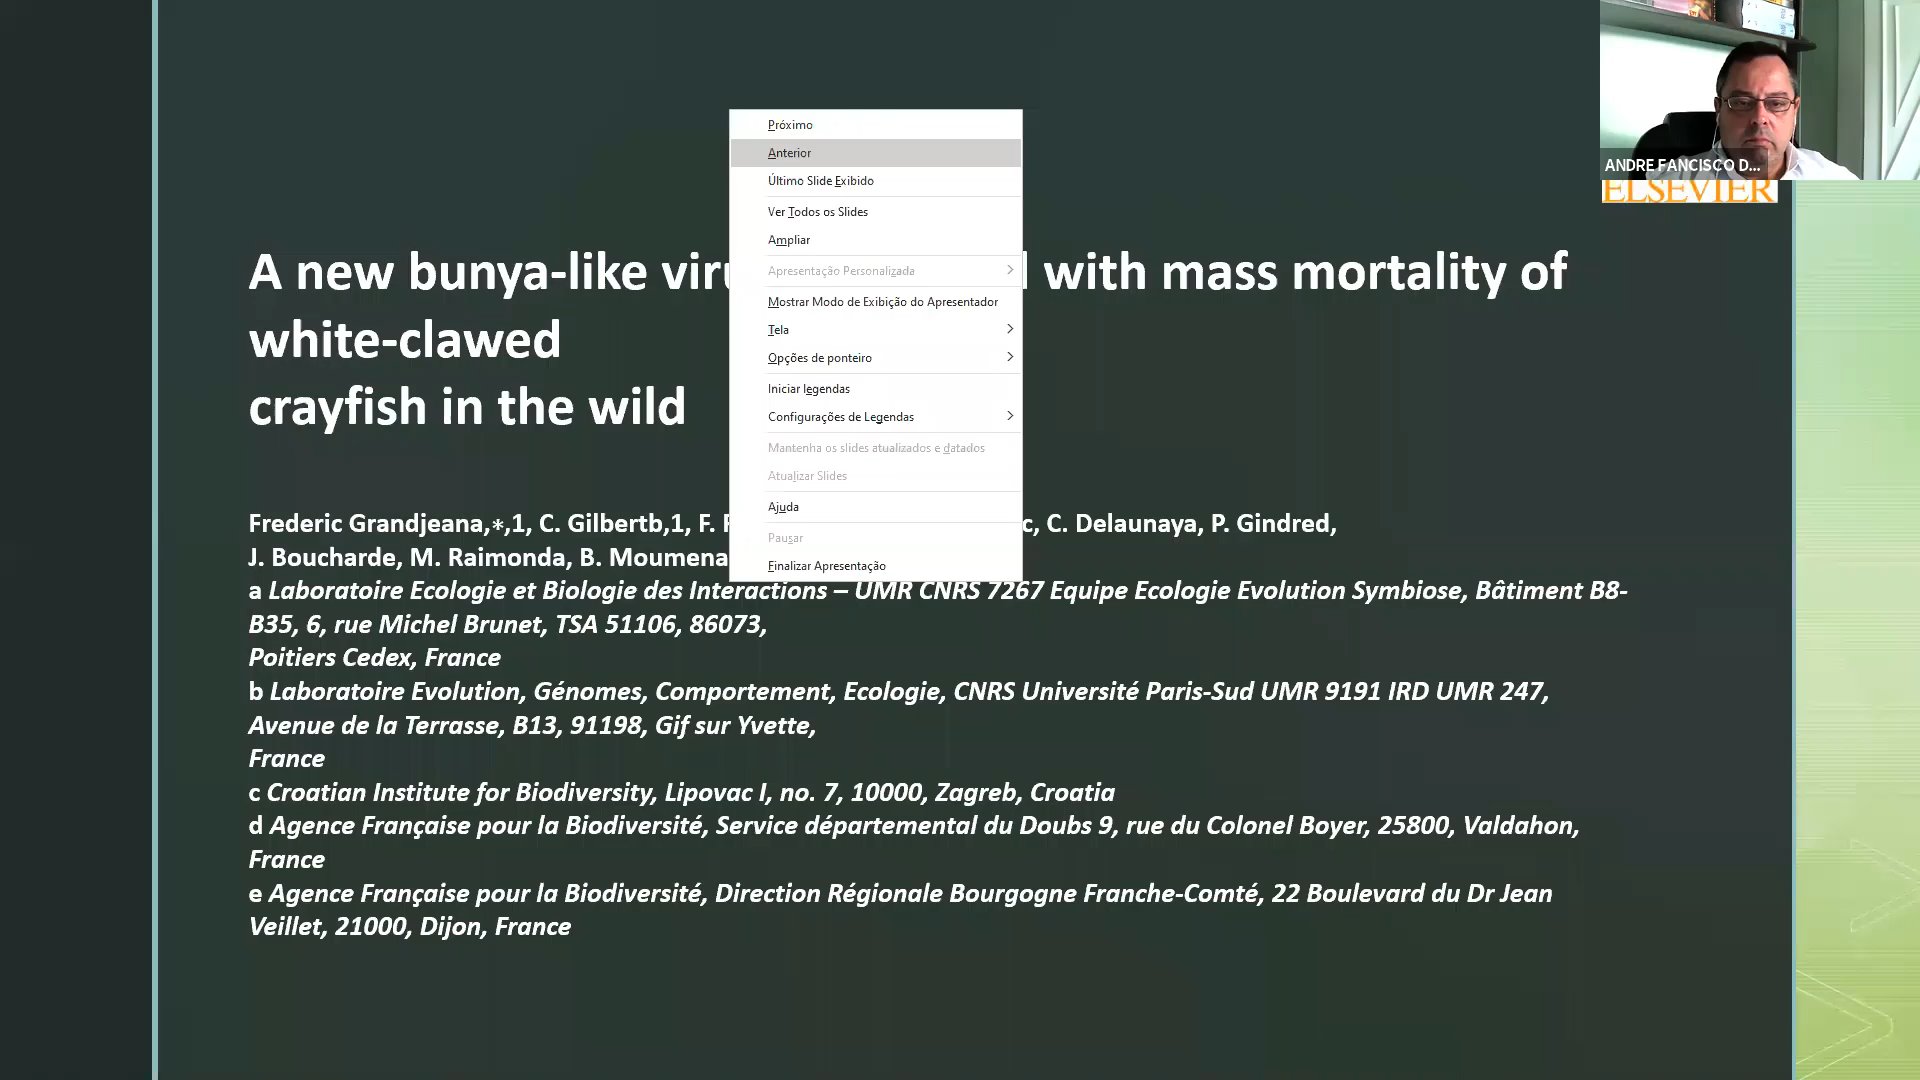 ANDRE FANCISCO D...
ELSEVIER
Próximo
Anterior
Último Slide Exibido
Ver Todos os Slides
Ampliar
Apresentação Personalizada
Mostrar Modo de Exibição do Apresentador
Tela
Opções de ponteiro
Iniciar legendas
Configurações de Legendas
Mantenha os slides atualizados e datados
Atualizar Slides
Ajuda
Pausar
Finalizar Apresentação
A new bunya-like with mass mortality of
white-clawed
crayfish in the wild
Frederic Grandjeana,∗,1, C. Gilbertb,1, F. c, C. Delaunaya, P. Gindred,
J. Boucharde, M. Raimonda, B. Moumena
a Laboratoire Ecologie et Biologie des Interactions – UMR CNRS 7267 Equipe Ecologie Evolution Symbiose, Bâtiment B8-
B35, 6, rue Michel Brunet, TSA 51106, 86073,
Poitiers Cedex, France
b Laboratoire Evolution, Génomes, Comportement, Ecologie, CNRS Université Paris-Sud UMR 9191 IRD UMR 247,
Avenue de la Terrasse, B13, 91198, Gif sur Yvette,
France
c Croatian Institute for Biodiversity, Lipovac I, no. 7, 10000, Zagreb, Croatia
d Agence Française pour la Biodiversité, Service départemental du Doubs 9, rue du Colonel Boyer, 25800, Valdahon,
France
e Agence Française pour la Biodiversité, Direction Régionale Bourgogne Franche-Comté, 22 Boulevard du Dr Jean
Veillet, 21000, Dijon, France